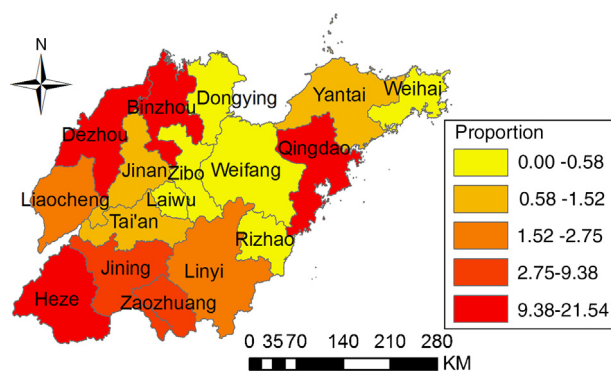 N
Binzhou
Dongying
Yantai
Weihai
Dezhou
Qingdao
Jinan
Zibo
Weifang
Liaocheng
Laiwu
Tai'an
Rizhao
Jining
Linyi
Heze
Zaozhuang
Proportion
0.00 -0.58
0.58 -1.52
1.52 -2.75
2.75-9.38
9.38-21.54
0 35 70 140 210 280
KM